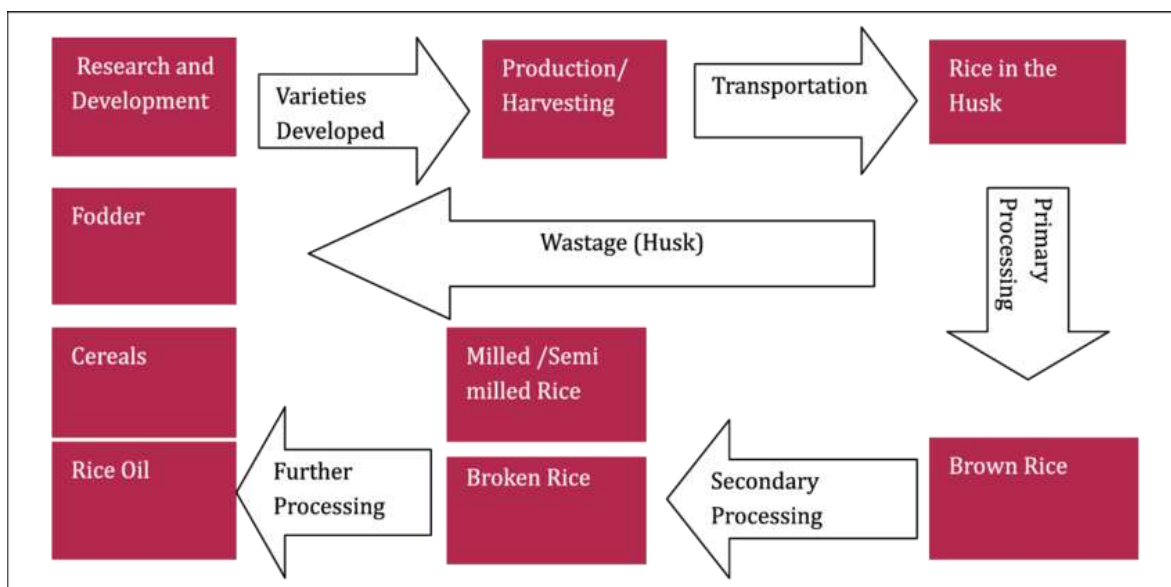 Research and
Development
Varieties
Developed
Production/
Harvesting
Transportation
Rice in the
Husk
Fodder
Wastage (Husk)
Primary
Processing
Cereals
Milled /Semi
milled Rice
Rice Oil
Further
Processing
Broken Rice
Secondary
Processing
Brown Rice